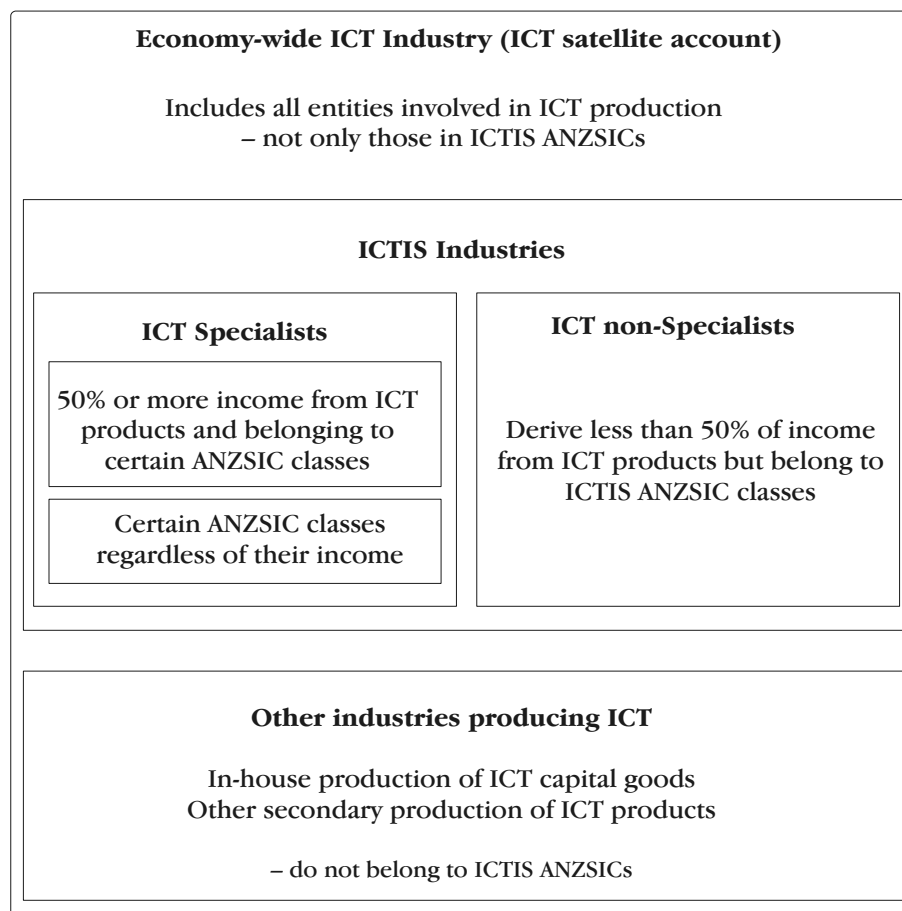 Economy-wide ICT Industry (ICT satellite account)
Includes all entities involved in ICT production
– not only those in ICTIS ANZSICs
ICTIS Industries
ICT Specialists
50% or more income from ICT
products and belonging to
certain ANZSIC classes
Certain ANZSIC classes
regardless of their income
ICT non-Specialists
Derive less than 50% of income
from ICT products but belong to
ICTIS ANZSIC classes
Other industries producing ICT
In-house production of ICT capital goods
Other secondary production of ICT products
– do not belong to ICTIS ANZSICs